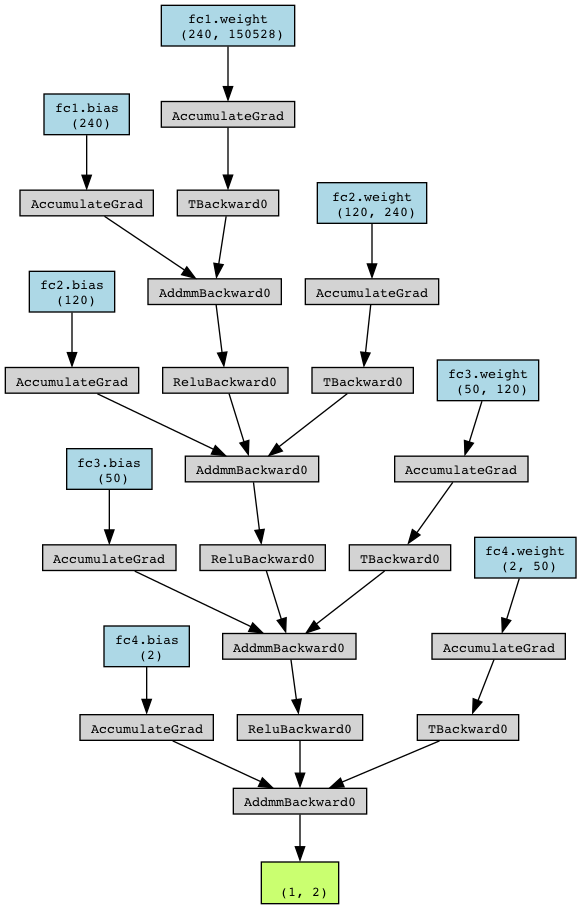 fc1.weight
(240, 150528)
fc1.bias
(240)
AccumulateGrad
AccumulateGrad
TBackward0
fc2.weight
(120, 240)
fc2.bias
(120)
AddmmBackward0
AccumulateGrad
AccumulateGrad
ReluBackward0
TBackward0
fc3.weight
(50, 120)
fc3.bias
(50)
AddmmBackward0
AccumulateGrad
AccumulateGrad
ReluBackward0
TBackward0
fc4.weight
(2, 50)
fc4.bias
(2)
AddmmBackward0
AccumulateGrad
AccumulateGrad
ReluBackward0
TBackward0
AddmmBackward0
(1, 2)